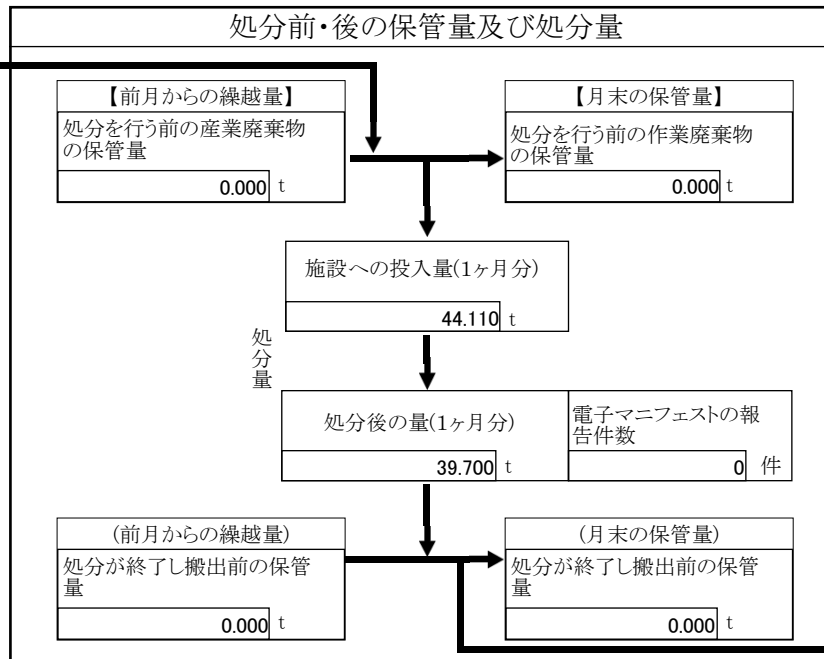 処分前・後の保管量及び処分量
【前月からの繰越量】
処分を行う前の産業廃棄物
の保管量
0.000 t
【月末の保管量】
処分を行う前の作業廃棄物
の保管量
0.000 t
施設への投入量(1ヶ月分)
44.110 t
処分量
処分後の量(1ヶ月分)
39.700 t
電子マニフェストの報
告件数
0 件
(前月からの繰越量)
処分が終了し搬出前の保管
量
0.000 t
(月末の保管量)
処分が終了し搬出前の保管
量
0.000 t